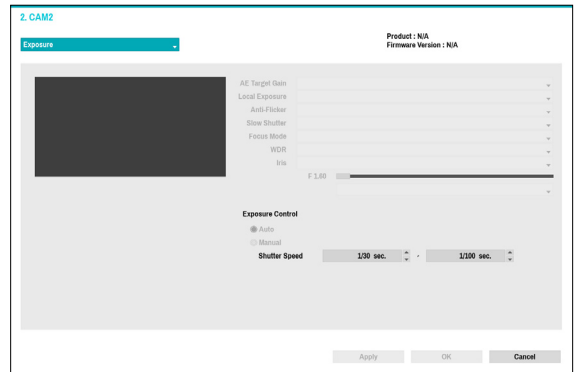 2. CAM2
Exposure
Product : N/A
Firmware Version : N/A
AE Target Gain
Local Exposure
Anti-Flicker
Slow Shutter
Focus Mode
WDR
Iris
F 1.60
Exposure Control
Auto
Manual
Shutter Speed 1/30 sec. - 1/100 sec.
Apply OK Cancel